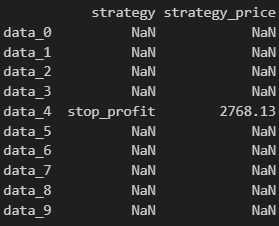 strategy strategy_price
data_0 NaN NaN
data_1 NaN NaN
data_2 NaN NaN
data_3 NaN NaN
data_4 stop_profit 2768.13
data_5 NaN NaN
data_6 NaN NaN
data_7 NaN NaN
data_8 NaN NaN
data_9 NaN NaN